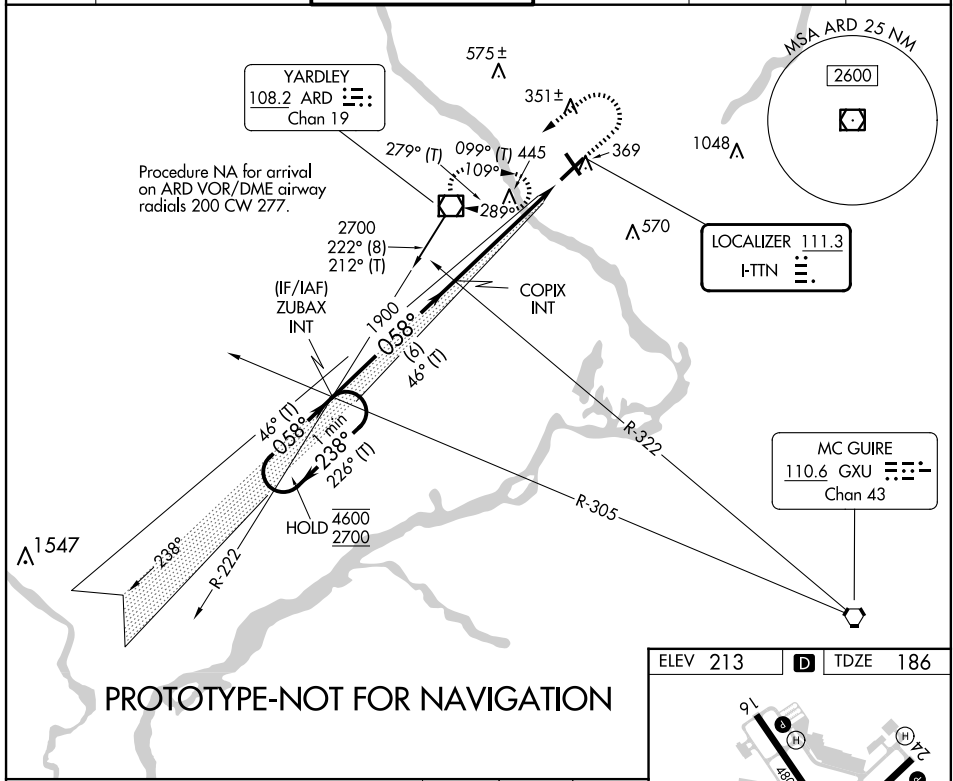 MSA ARD 25 NM
2600
575±
YARDLEY
108.2 ARD
Chan 19
351±
1048
279° (T)
099° (T) 445
109°
369
289°
Procedure NA for arrival
on ARD VOR/DME airway
radials 200 CW 277.
570
2700
222° (8)
212° (T)
LOCALIZER 111.3
I-TTN
(IF/IAF)
ZUBAX
INT
COPIX
INT
1900
058°
(6)
46° (T)
46° (T)
058°
1 min
238°
226° (T)
R-322
MC GUIRE
110.6 GXU
Chan 43
R-305
HOLD 4600
2700
1547
238°
R-222
ELEV 213 D TDZE 186
PROTOTYPE-NOT FOR NAVIGATION
16
P
H
H
24
480